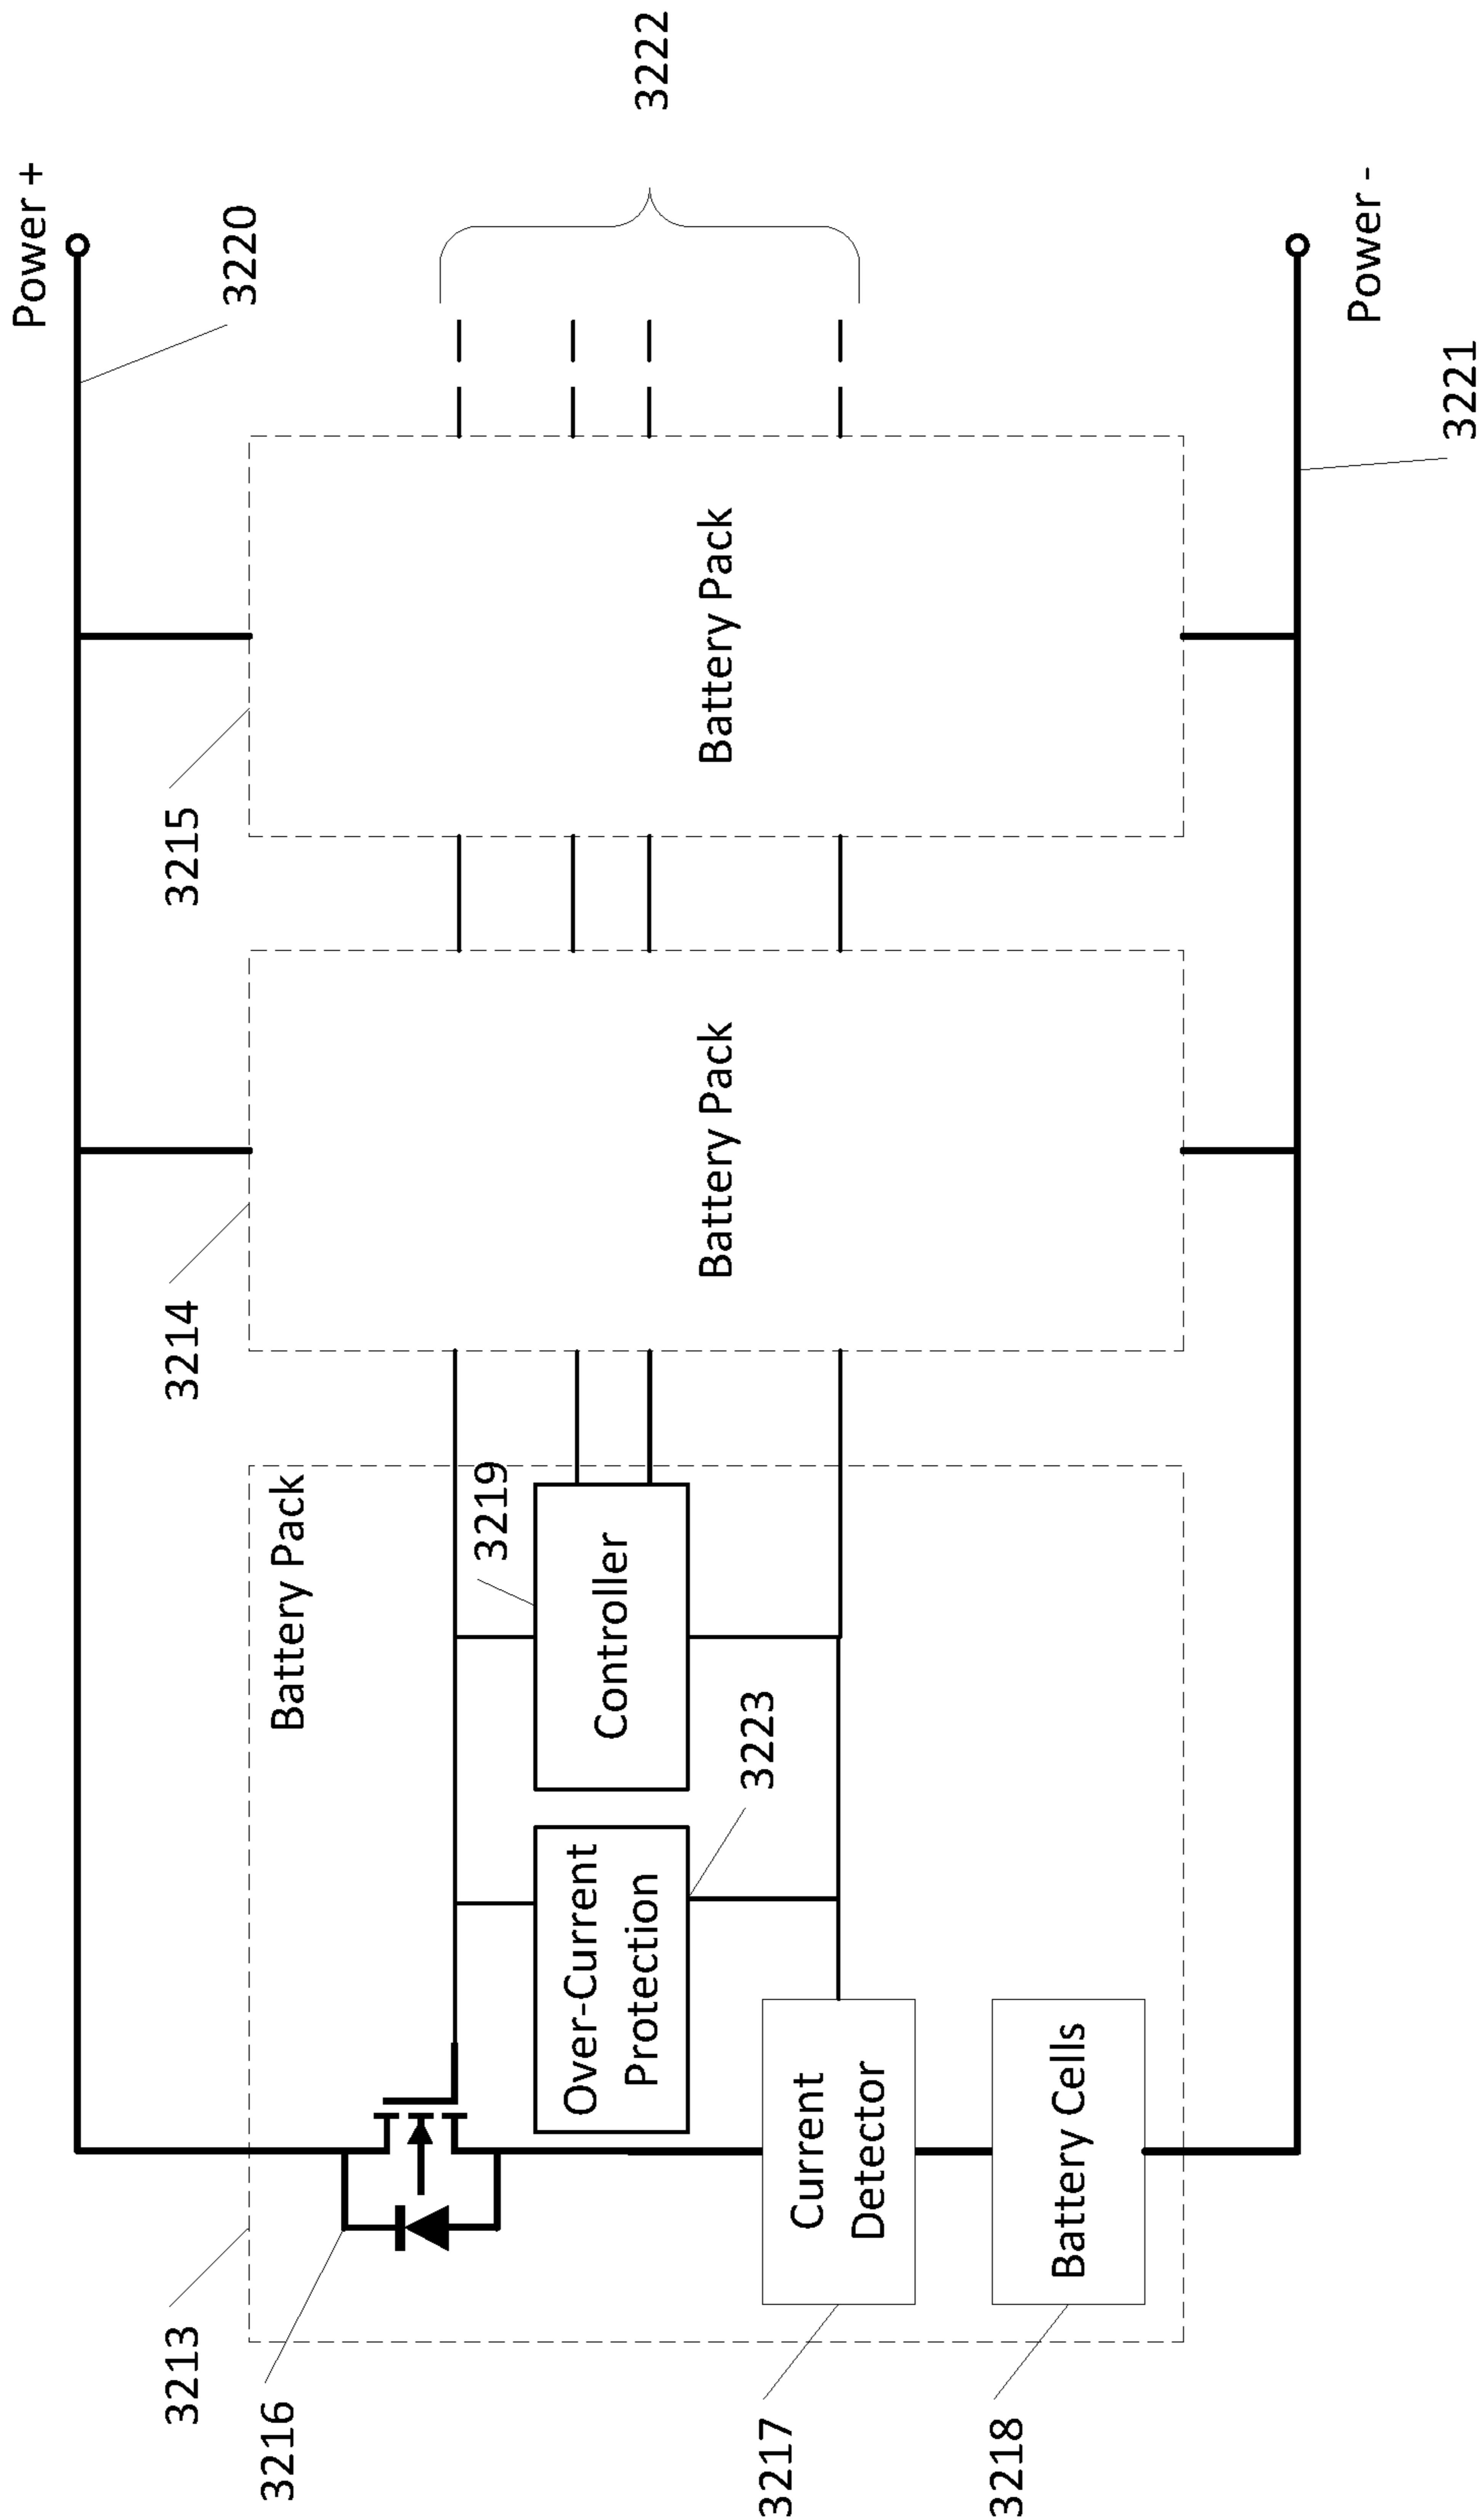 Power +
3220
3213
3214
3215
3216
Battery Pack
3219
Over-Current
Protection
Controller
3223
Battery Pack
Battery Pack
3222
3217
Current
Detector
3218
Battery Cells
Power -
3221